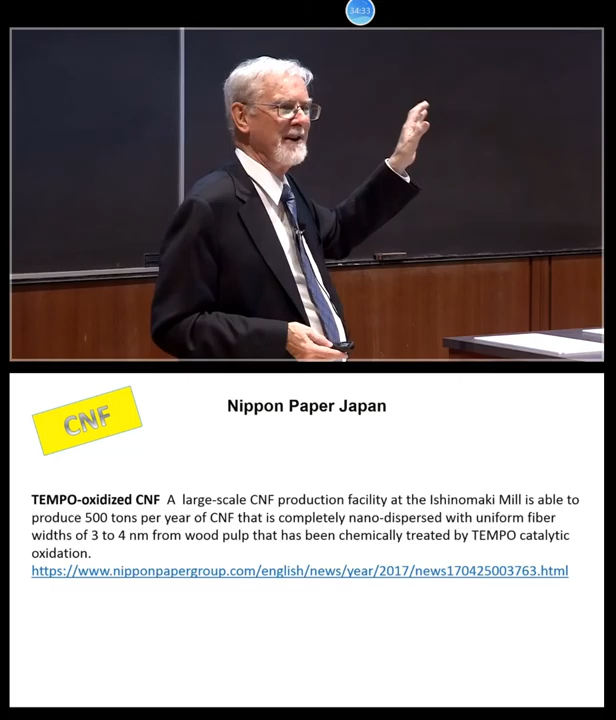 34:33
CNF
Nippon Paper Japan
TEMPO-oxidized CNF A large-scale CNF production facility at the Ishinomaki Mill is able to
produce 500 tons per year of CNF that is completely nano-dispersed with uniform fiber
widths of 3 to 4 nm from wood pulp that has been chemically treated by TEMPO catalytic
oxidation.
https://www.nipponpapergroup.com/english/news/year/2017/news170425003763.html